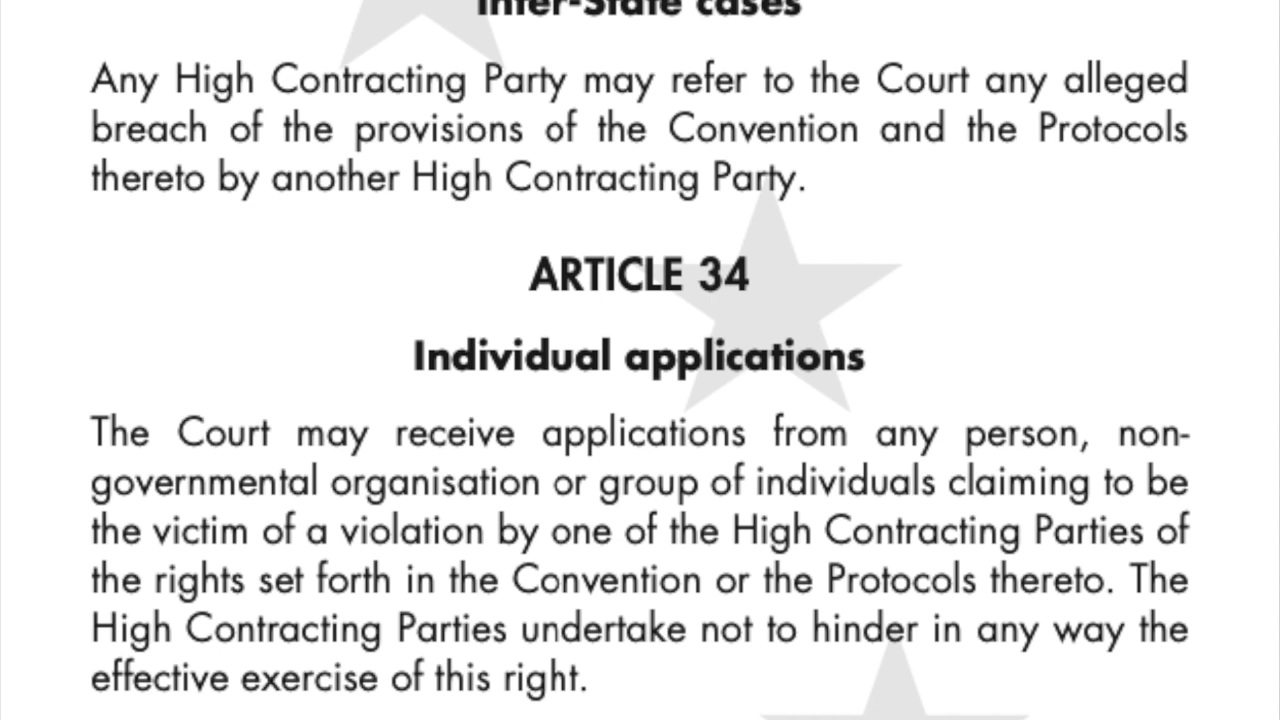 Inter-State cases
Any High Contracting Party may refer to the Court any alleged
breach of the provisions of the Convention and the Protocols
thereto by another High Contracting Party.
ARTICLE 34
Individual applications
The Court may receive applications from any person, non-
governmental organisation or group of individuals claiming to be
the victim of a violation by one of the High Contracting Parties of
the rights set forth in the Convention or the Protocols thereto. The
High Contracting Parties undertake not to hinder in any way the
effective exercise of this right.